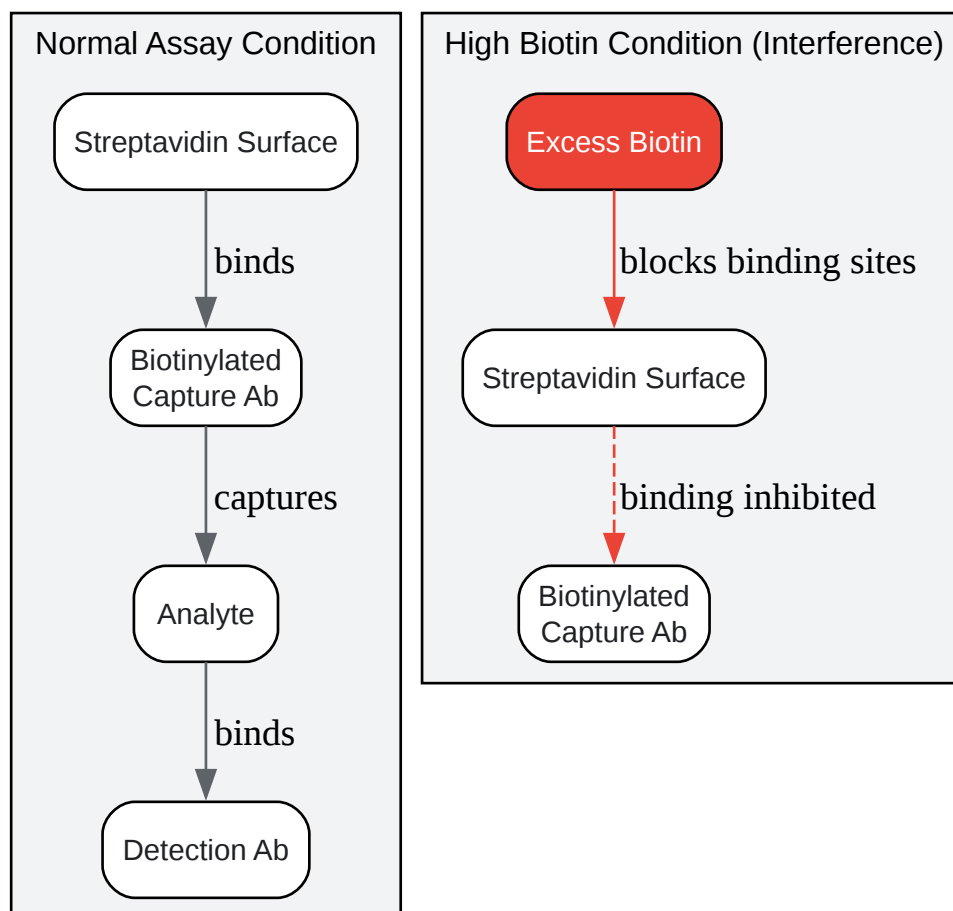 Normal Assay Condition
Streptavidin Surface
binds
Biotinylated
Capture Ab
captures
Analyte
binds
Detection Ab
High Biotin Condition (Interference)
Excess Biotin
blocks binding sites
Streptavidin Surface
binding inhibited
Biotinylated
Capture Ab